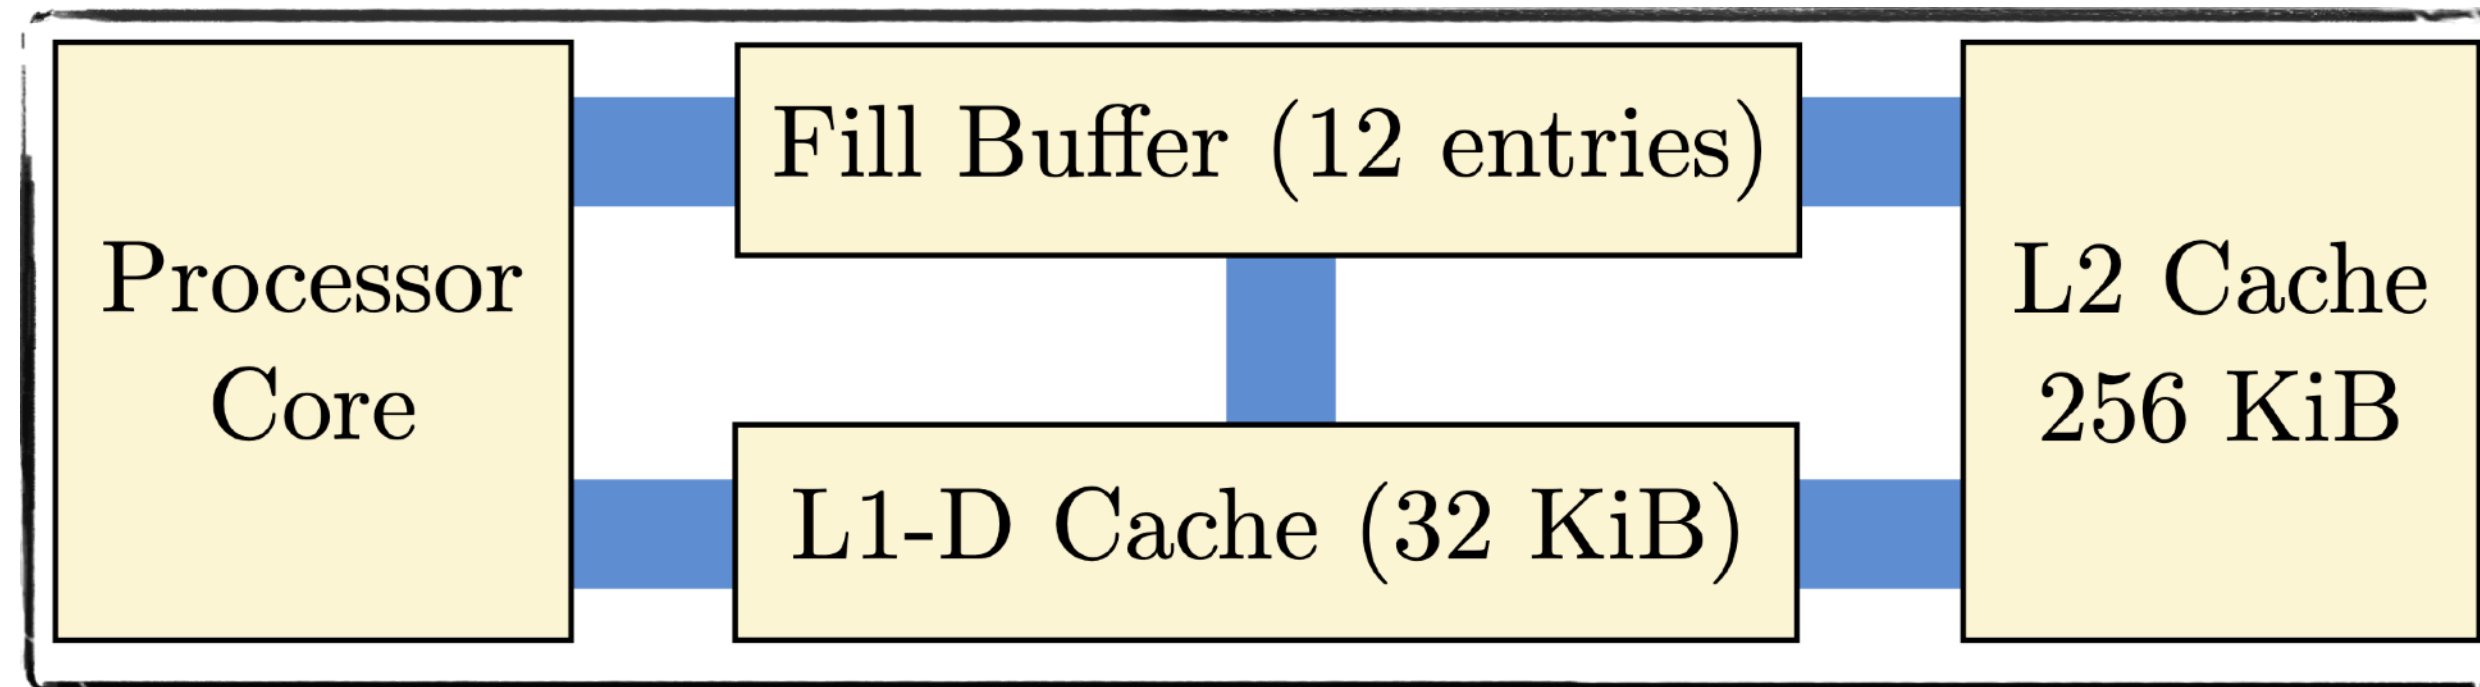 Processor
Core
Fill Buffer (12 entries)
L1-D Cache (32 KiB)
L2 Cache
256 KiB